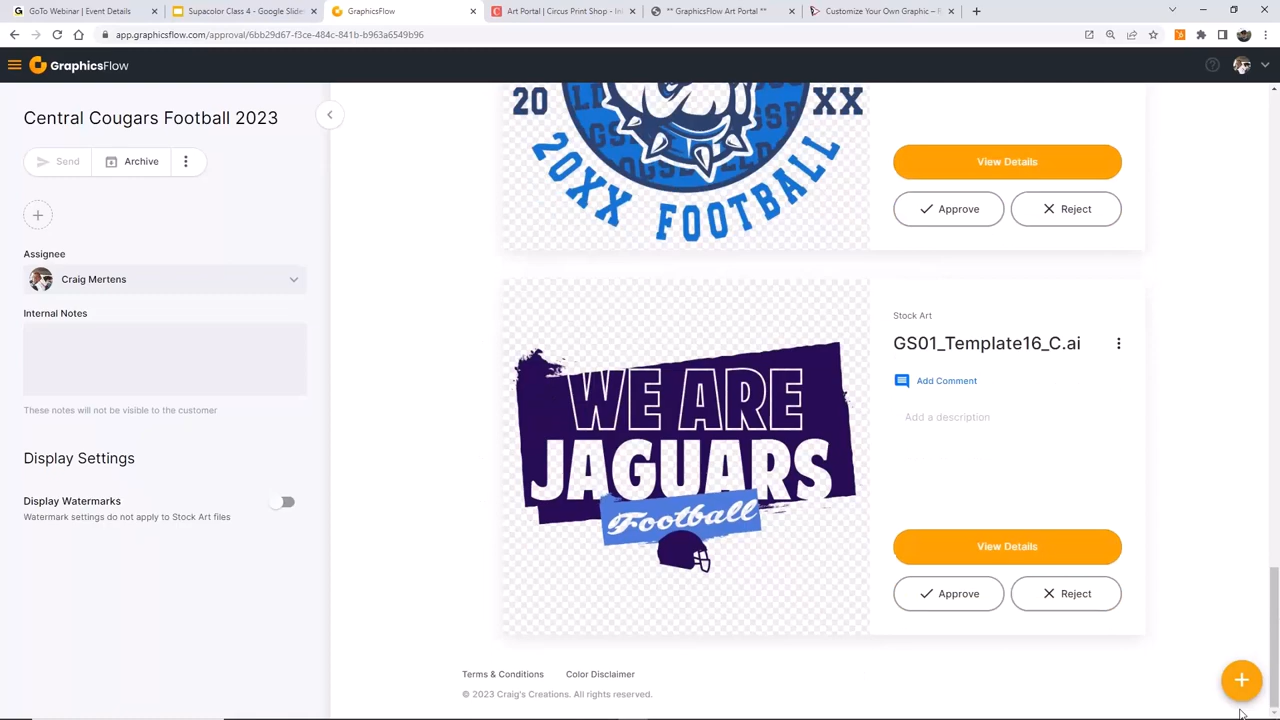 GoTo Webinar | Event Details
Supacolor Class 4 - Google Slides
GraphicsFlow
Art Portal | Circus Print Shop - In
** GraphicsFlow Art Portal **
Customize Your Own Graphic – E
app.graphicsflow.com/approval/6bb29d67-f3ce-484c-841b-b963a6549b96
GraphicsFlow
Central Cougars Football 2023
Send
Archive
Assignee
Craig Mertens
Internal Notes
These notes will not be visible to the customer
Display Settings
Display Watermarks
Watermark settings do not apply to Stock Art files
20 XX
20XX FOOTBALL
View Details
Approve
Reject
WE ARE
JAGUARS
Football
Stock Art
GS01_Template16_C.ai
Add Comment
Add a description
View Details
Approve
Reject
Terms & Conditions
Color Disclaimer
© 2023 Craig's Creations. All rights reserved.